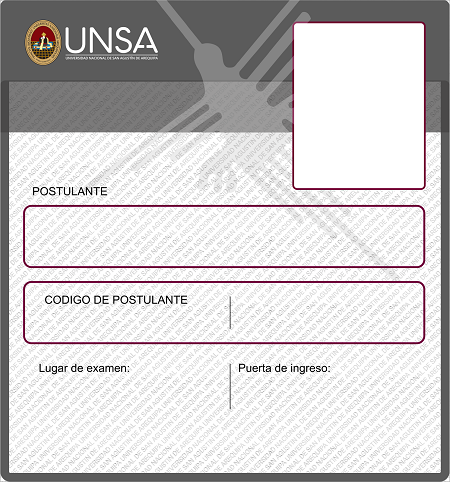 UNSA
UNIVERSIDAD NACIONAL DE SAN AGUSTÍN DE AREQUIPA
POSTULANTE
CODIGO DE POSTULANTE
Lugar de examen:
Puerta de ingreso: